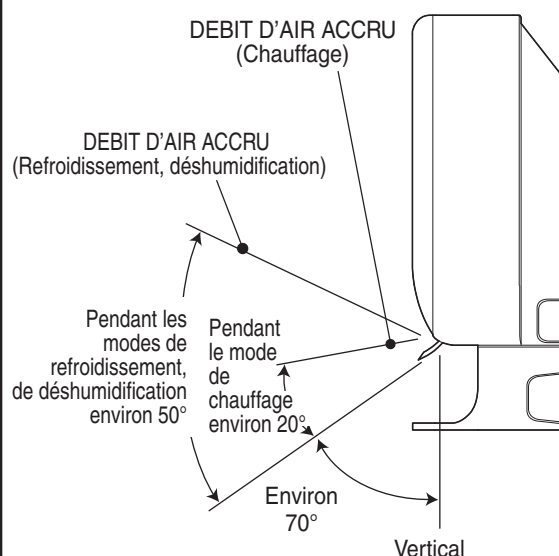 DEBIT D'AIR ACCRU
(Chauffage)
DEBIT D'AIR ACCRU
(Refroidissement, déshumidification)
Pendant les
modes de
refroidissement,
de déshumidification
environ 50°
Pendant
le mode
de
chauffage
environ 20°
Environ
70°
Vertical